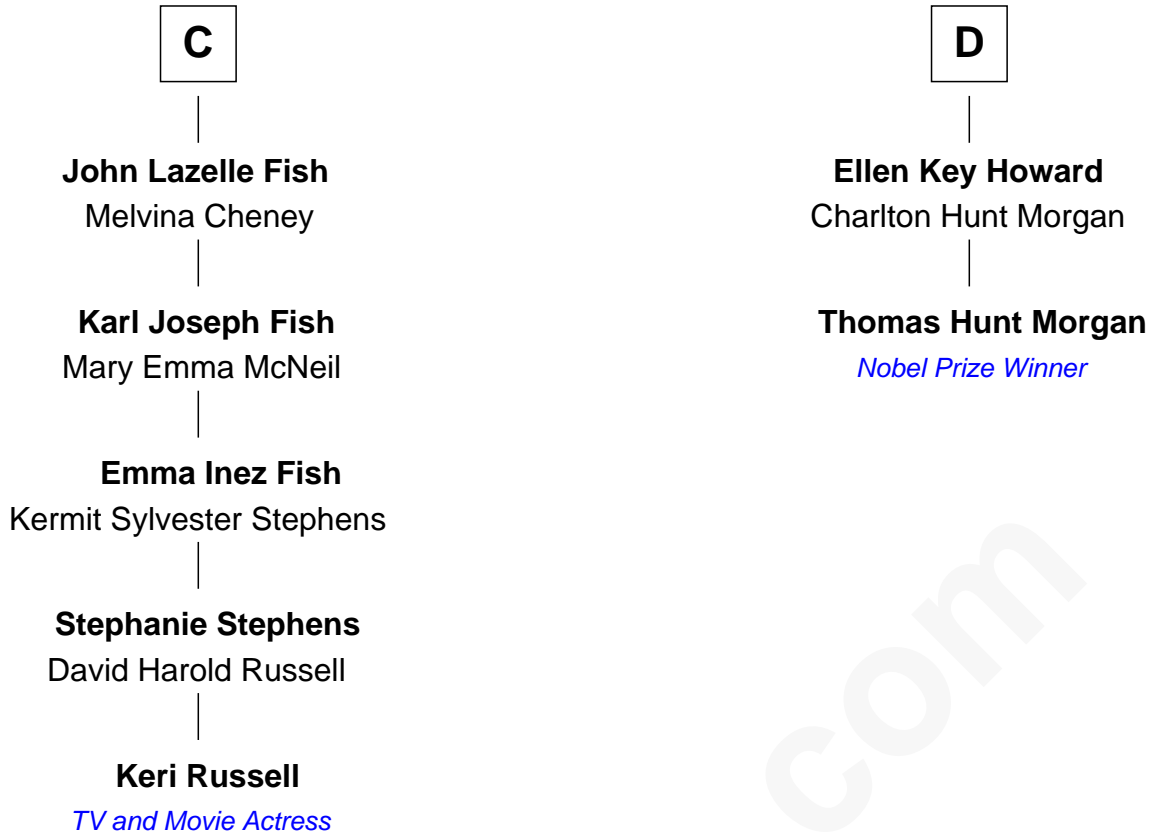 C
John Lazelle Fish
Melvina Cheney
Karl Joseph Fish
Mary Emma McNeil
Emma Inez Fish
Kermit Sylvester Stephens
Stephanie Stephens
David Harold Russell
Keri Russell
TV and Movie Actress
D
Ellen Key Howard
Charlton Hunt Morgan
Thomas Hunt Morgan
Nobel Prize Winner
com